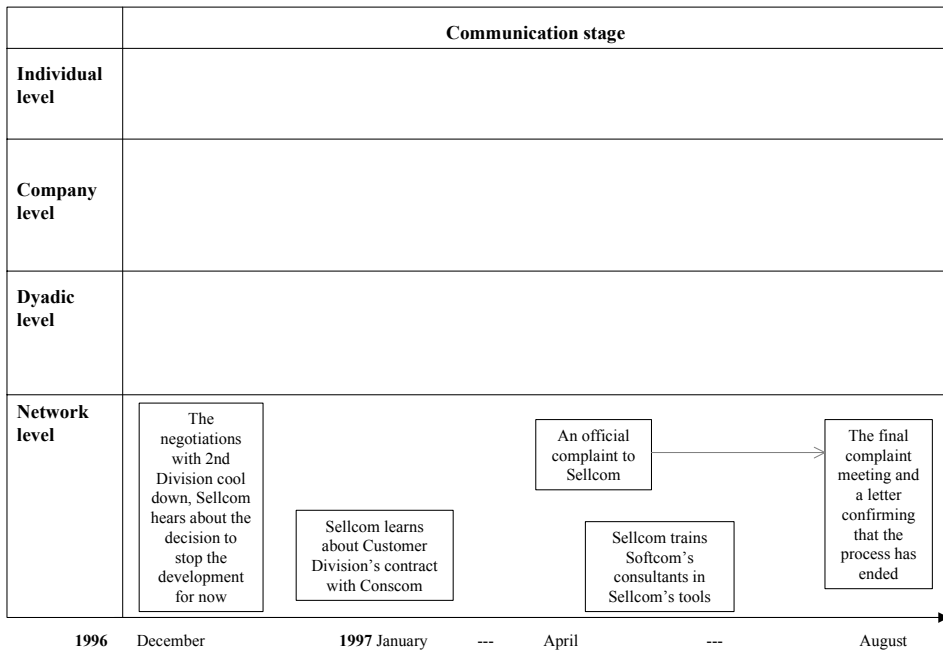 Communication stage
Individual
level
Company
level
Dyadic
level
Network
level
The
negotiations
with 2nd
Division cool
down, Sellcom
hears about the
decision to
stop the
development
for now
Sellcom learns
about Customer
Division's contract
with Conscom
An official
complaint to
Sellcom
Sellcom trains
Softcom's
consultants in
Sellcom's tools
The final
complaint
meeting and
a letter
confirming
that the
process has
ended
1996 December 1997 January --- April --- August